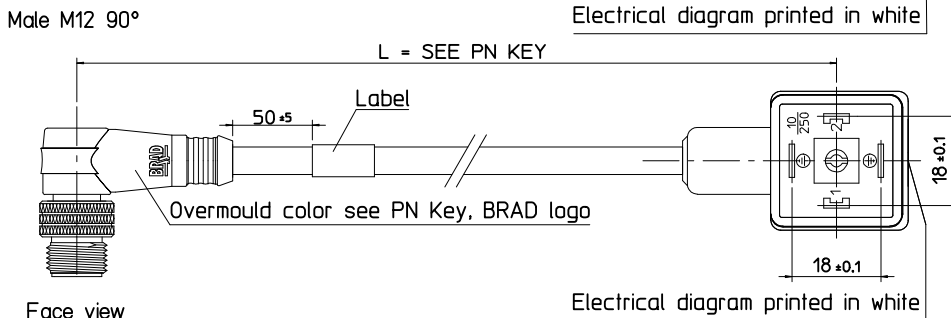 Male M12 90°
Electrical diagram printed in white
L = SEE PN KEY
50 ±5
Label
BRAD
10
250
2
1
18 ±0.1
Overmould color see PN Key, BRAD logo
18 ±0.1
Face view
Electrical diagram printed in white